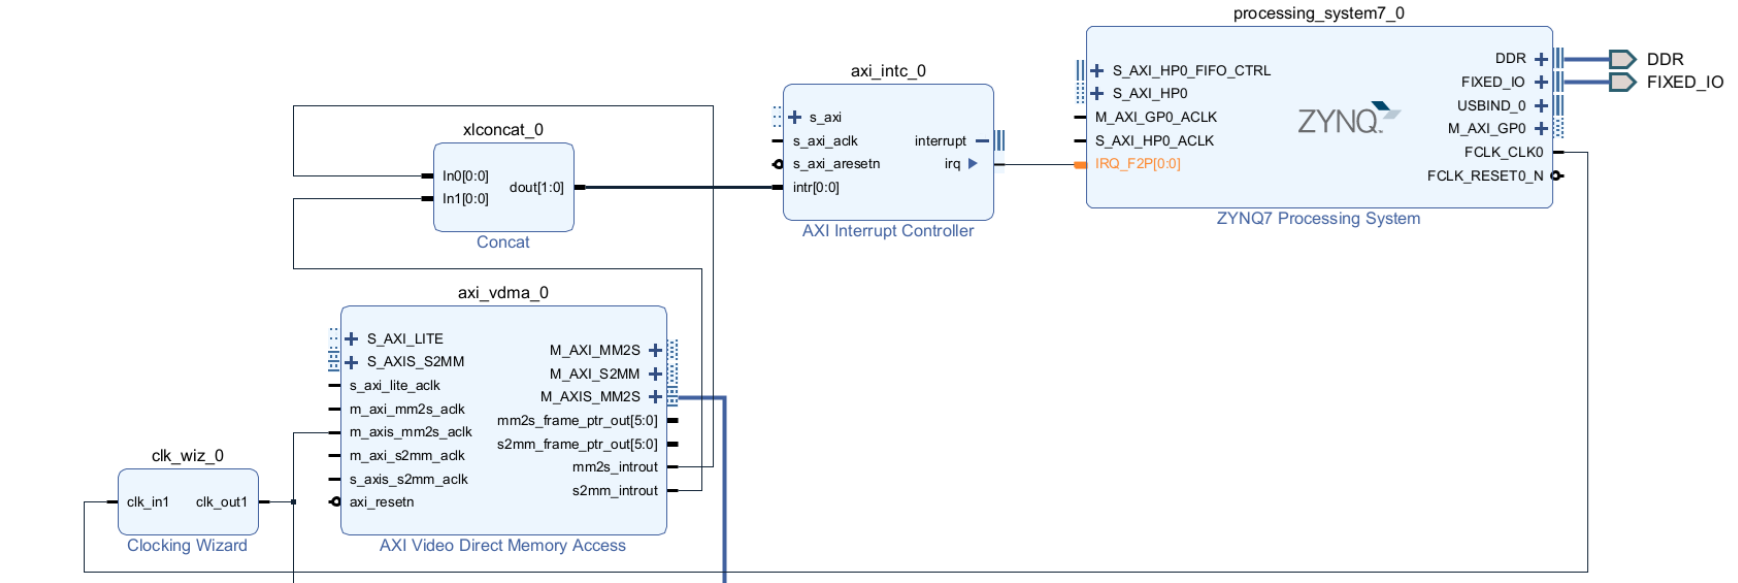 processing_system7_0
S_AXI_HP0_FIFO_CTRL
S_AXI_HP0
M_AXI_GP0_ACLK
S_AXI_HP0_ACLK
IRQ_F2P[0:0]
ZYNQ
DDR
FIXED_IO
USBIND_0
M_AXI_GP0
FCLK_CLK0
FCLK_RESET0_N
ZYNQ7 Processing System
DDR
FIXED_IO
axi_intc_0
s_axi
s_axi_aclk
s_axi_aresetn
intr[0:0]
interrupt
irq
AXI Interrupt Controller
xlconcat_0
In0[0:0]
In1[0:0]
dout[1:0]
Concat
axi_vdma_0
S_AXI_LITE
S_AXIS_S2MM
s_axi_lite_aclk
m_axi_mm2s_aclk
m_axis_mm2s_aclk
m_axi_s2mm_aclk
s_axis_s2mm_aclk
axi_resetn
M_AXI_MM2S
M_AXI_S2MM
M_AXIS_MM2S
mm2s_frame_ptr_out[5:0]
s2mm_frame_ptr_out[5:0]
mm2s_introut
s2mm_introut
AXI Video Direct Memory Access
clk_wiz_0
clk_in1
clk_out1
Clocking Wizard